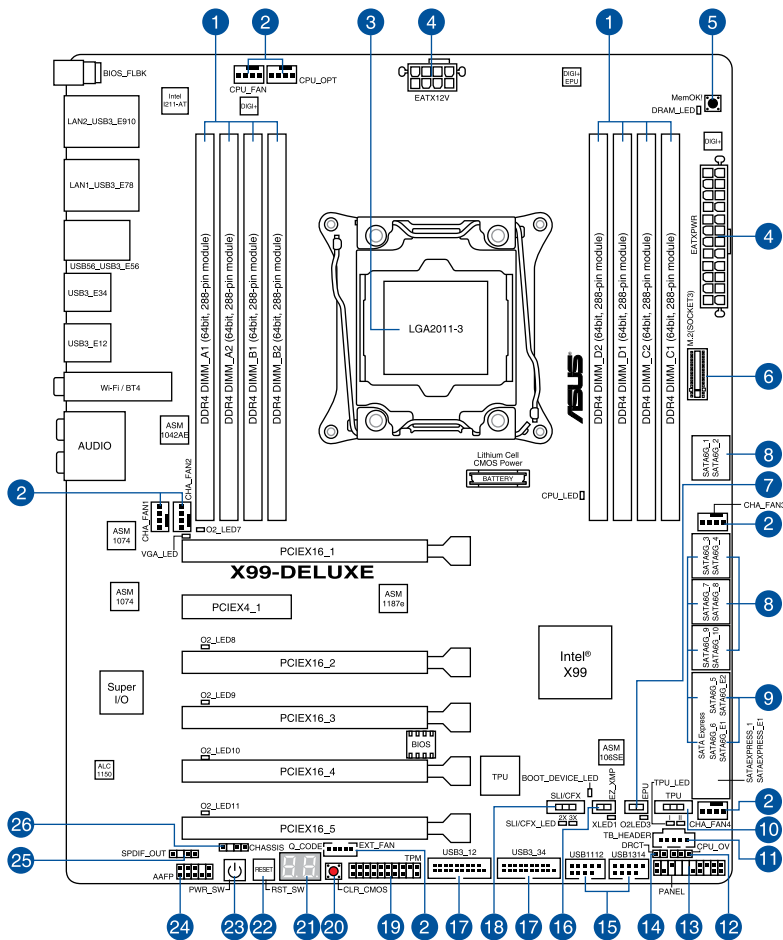 1
2
3
4
1
5
BIOS_FLBK
Intel
I211-AT
CPU_FAN
CPU_OPT
DIGI+
EATX12V
DIGI+
EPU
MemOK!
DRAM_LED
LAN2_USB3_E910
DIGI+
LAN1_USB3_E78
EATXPWR
4
USB56_USB3_E56
USB3_E34
USB3_E12
DDR4 DIMM_A1 (64bit, 288-pin module)
DDR4 DIMM_A2 (64bit, 288-pin module)
DDR4 DIMM_B1 (64bit, 288-pin module)
DDR4 DIMM_B2 (64bit, 288-pin module)
LGA2011-3
DDR4 DIMM_D2 (64bit, 288-pin module)
DDR4 DIMM_D1 (64bit, 288-pin module)
DDR4 DIMM_C2 (64bit, 288-pin module)
DDR4 DIMM_C1 (64bit, 288-pin module)
M.2(SOCKET3)
6
ASUS
Wi-Fi / BT4
AUDIO
ASM
1042AE
Lithium Cell
CMOS Power
BATTERY
CPU_LED
SATA6G_1
SATA6G_2
8
7
2
CHA_FAN1
CHA_FAN2
CHA_FAN3
2
ASM
1074
O2_LED7
VGA_LED
PCIEX16_1
X99-DELUXE
SATA6G_3
SATA6G_4
ASM
1074
PCIEX4_1
ASM
1187e
SATA6G_7
SATA6G_8
8
SATA6G_9
SATA6G_10
O2_LED8
PCIEX16_2
Intel®
X99
Super
I/O
O2_LED9
PCIEX16_3
SATA Express
SATA6G_5
SATA6G_E2
SATA6G_6
SATA6G_E1
9
SATAEXPRESS_1
SATAEXPRESS_E1
BIOS
O2_LED10
PCIEX16_4
ALC
1150
TPU
ASM
106SE
BOOT_DEVICE_LED
EZ_XMP
EPU
TPU_LED
TPU
SLI/CFX
2
18
O2_LED11
PCIEX16_5
SLI/CFX_LED
2X 3X
XLED1
O2LED3
I II
CHA_FAN4
10
16
26
CHASSIS
Q_CODE
EXT_FAN
TB_HEADER
DRCT
CPU_OV
11
25
SPDIF_OUT
AAFP
PWR_SW
RESET
RST_SW
88
CLR_CMOS
TPM
USB3_12
USB3_34
USB1112
USB1314
PANEL
24
23
22
21
20
19
2
17
17
15
14
13
12